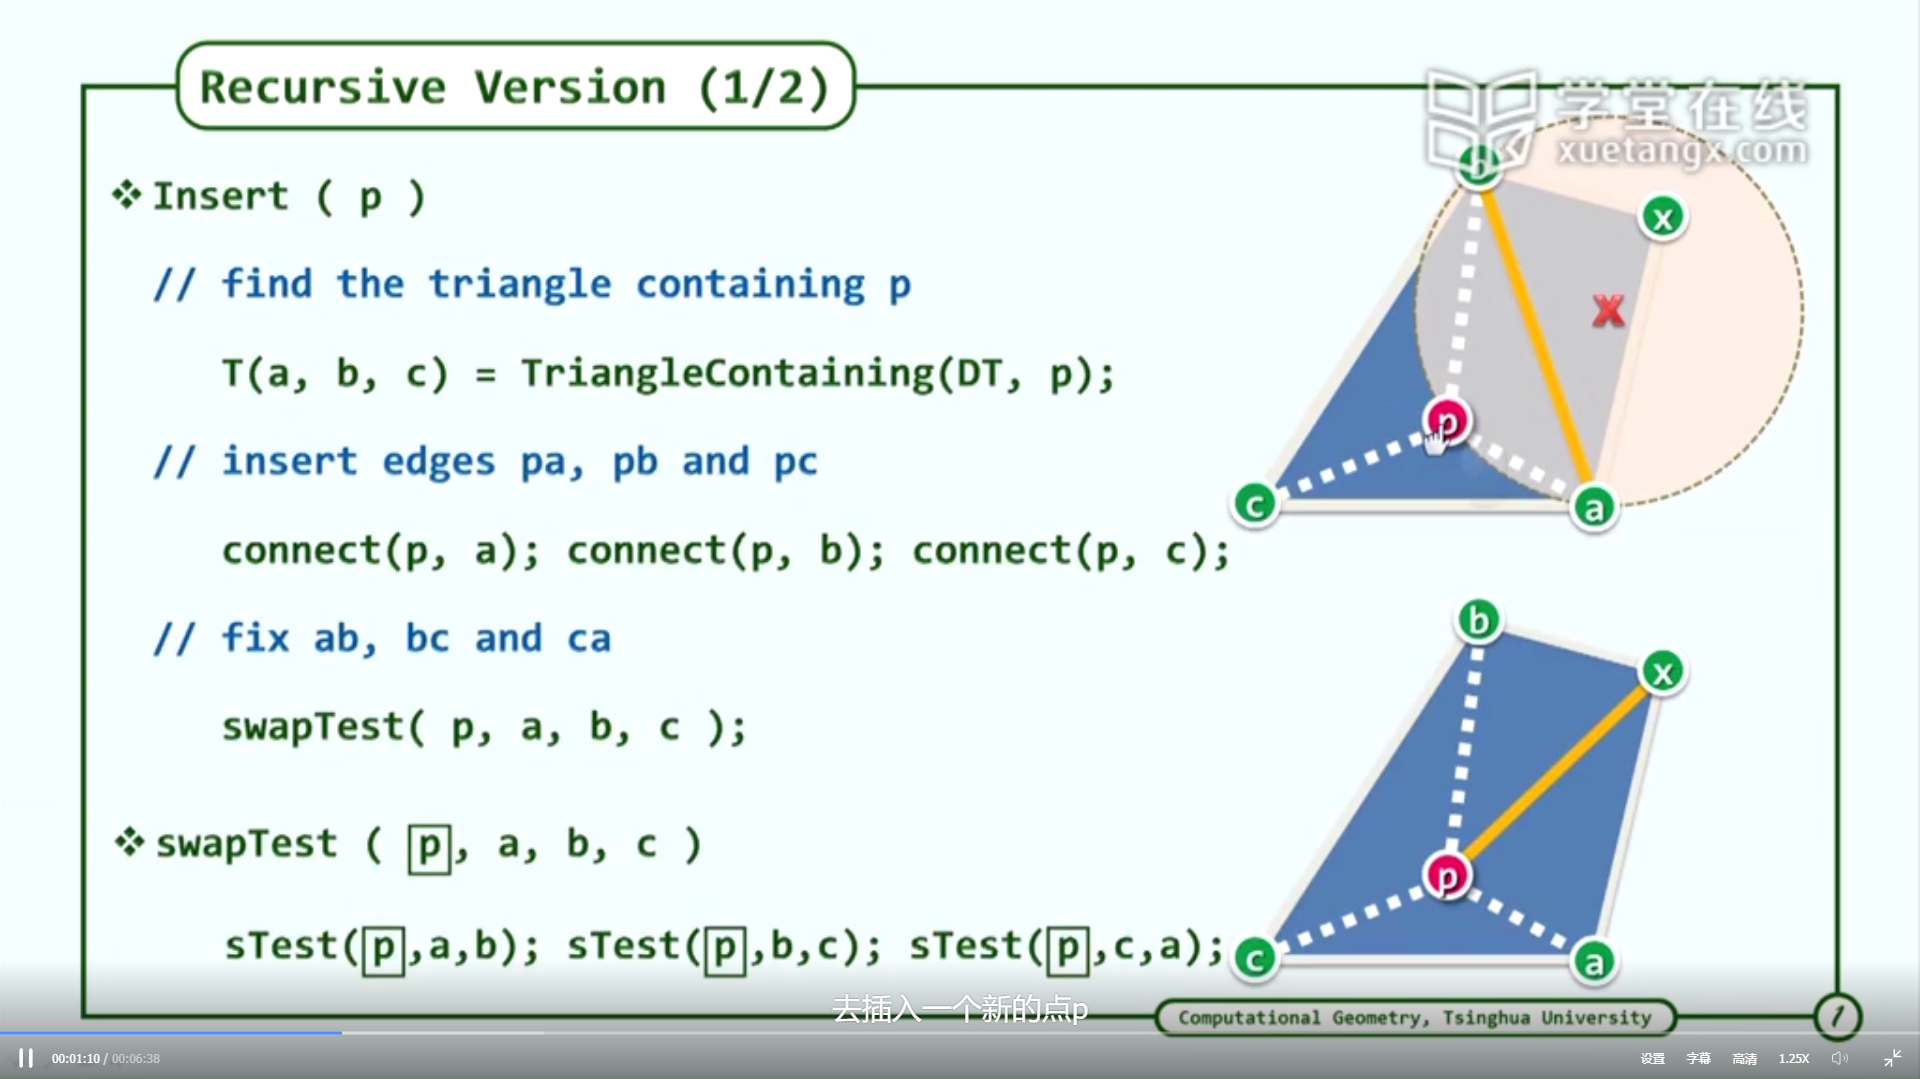 Recursive Version (1/2)
学堂在线
xuetangx.com
❖ Insert ( p )
// find the triangle containing p
T(a, b, c) = TriangleContaining(DT, p);
// insert edges pa, pb and pc
connect(p, a); connect(p, b); connect(p, c);
// fix ab, bc and ca
swapTest( p, a, b, c );
❖ swapTest ( p, a, b, c )
sTest(p,a,b); sTest(p,b,c); sTest(p,c,a);
b
x
x
p
c
a
b
x
p
c
a
去插入一个新的点p
Computational Geometry, Tsinghua University
1
00:01:10 / 00:06:38
设置
字幕
高清
1.25X